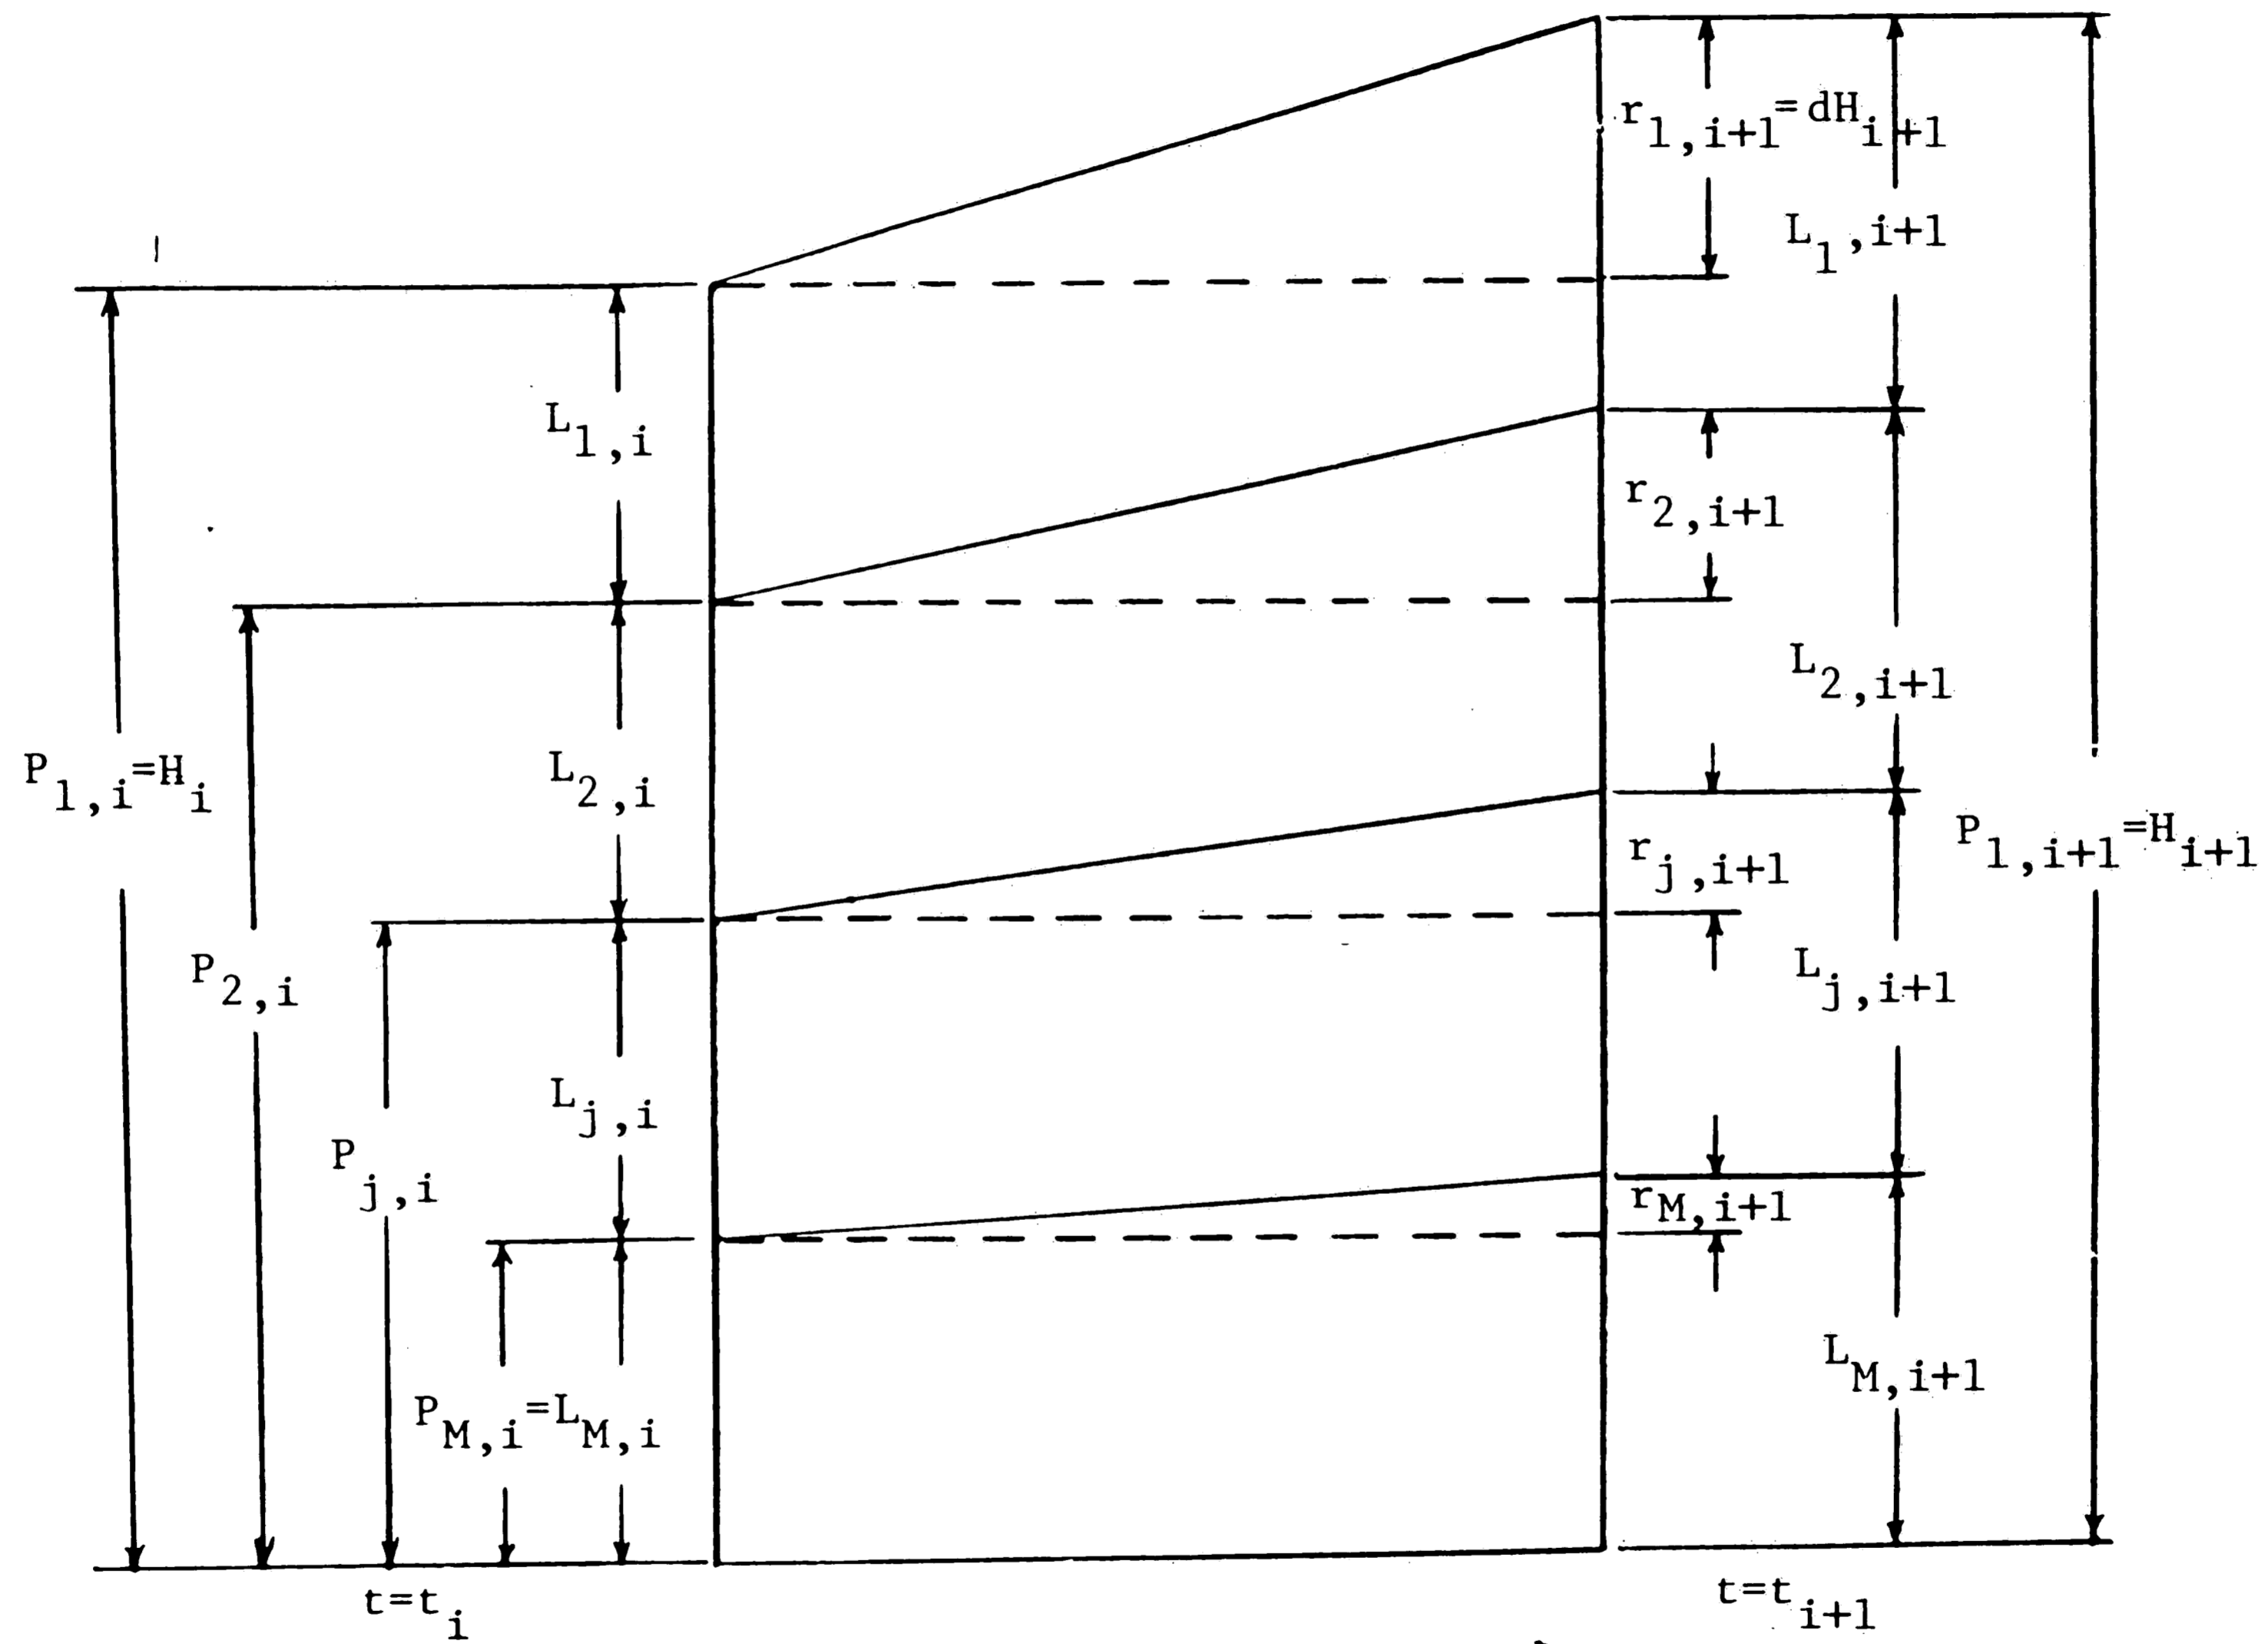 r1,i+1=dHi+1
L1,i+1
L1,i
r2,i+1
L2,i+1
P1,i=Hi
L2,i
rj,i+1
P1,i+1=Hi+1
P2,i
Lj,i+1
Lj,i
Pj,i
rM,i+1
LM,i+1
PM,i=LM,i
t=ti
t=ti+1